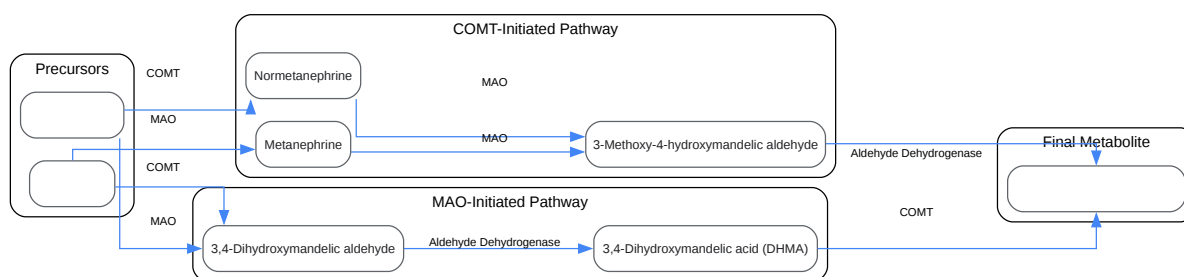 COMT-Initiated Pathway
Precursors
COMT
Normetanephrine
MAO
MAO
Metanephrine
MAO
3-Methoxy-4-hydroxymandelic aldehyde
Final Metabolite
Aldehyde Dehydrogenase
COMT
MAO-Initiated Pathway
MAO
COMT
3,4-Dihydroxymandelic aldehyde
Aldehyde Dehydrogenase
3,4-Dihydroxymandelic acid (DHMA)